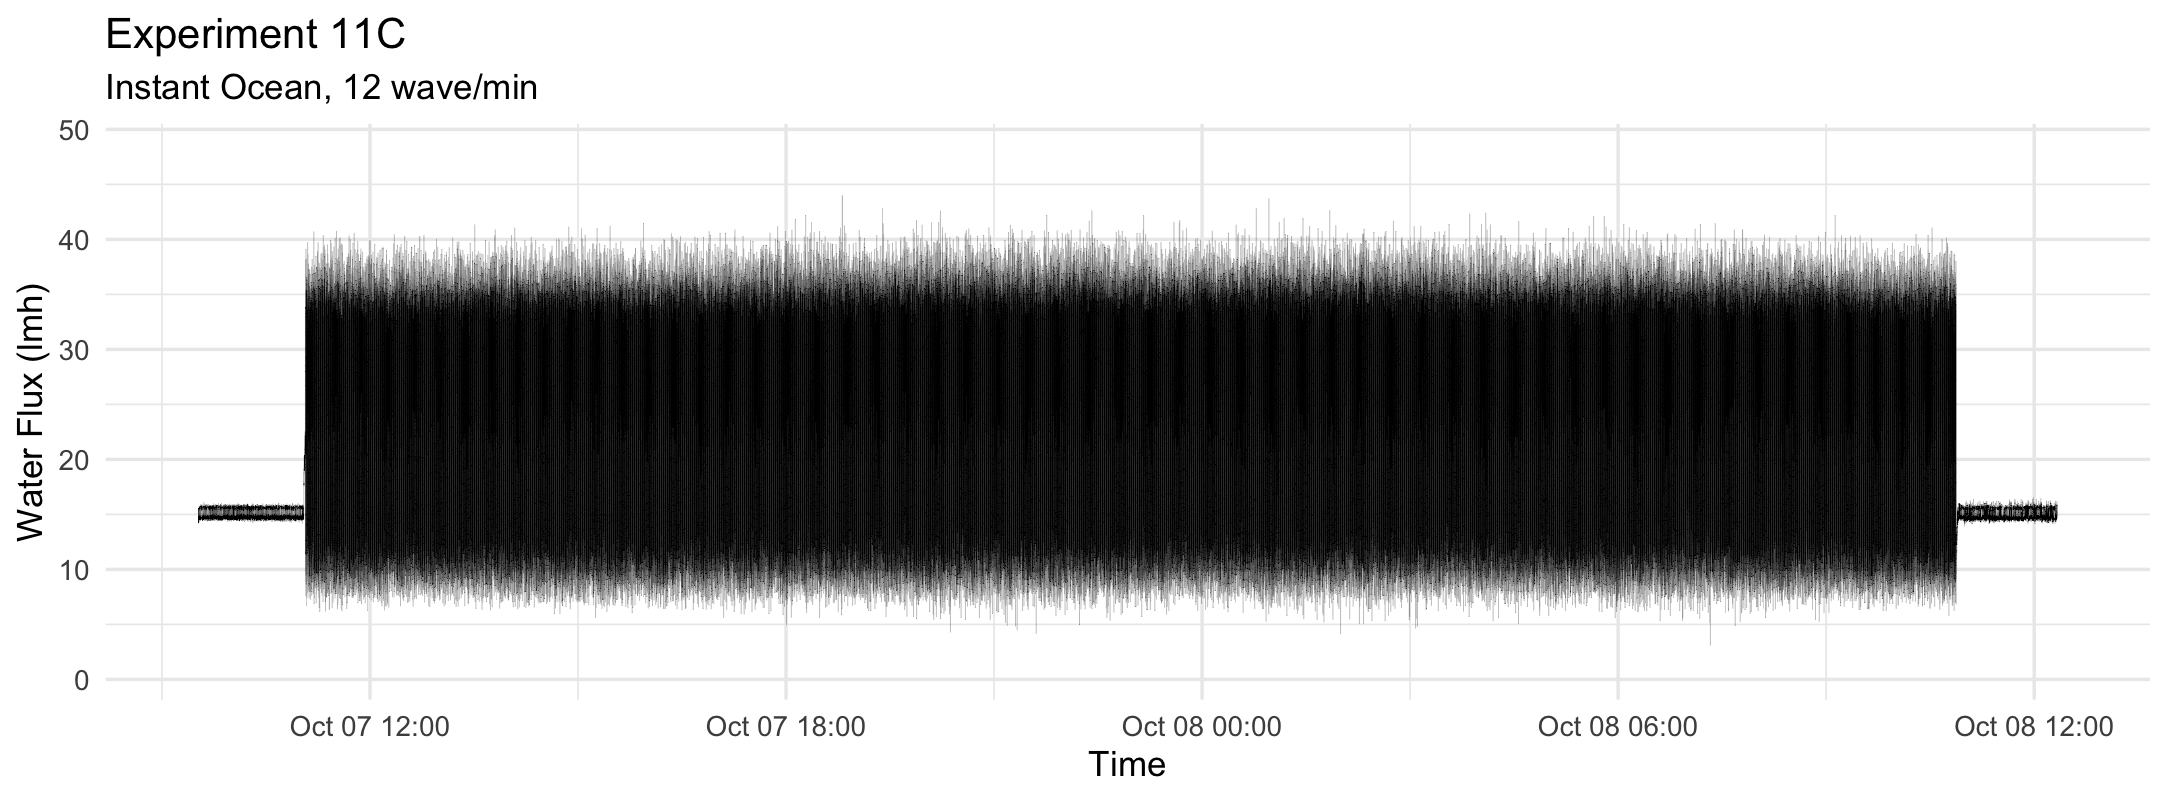 Experiment 11C
Instant Ocean, 12 wave/min
Water Flux (lmh)
50
40
30
20
10
0
Oct 07 12:00
Oct 07 18:00
Oct 08 00:00
Oct 08 06:00
Oct 08 12:00
Time